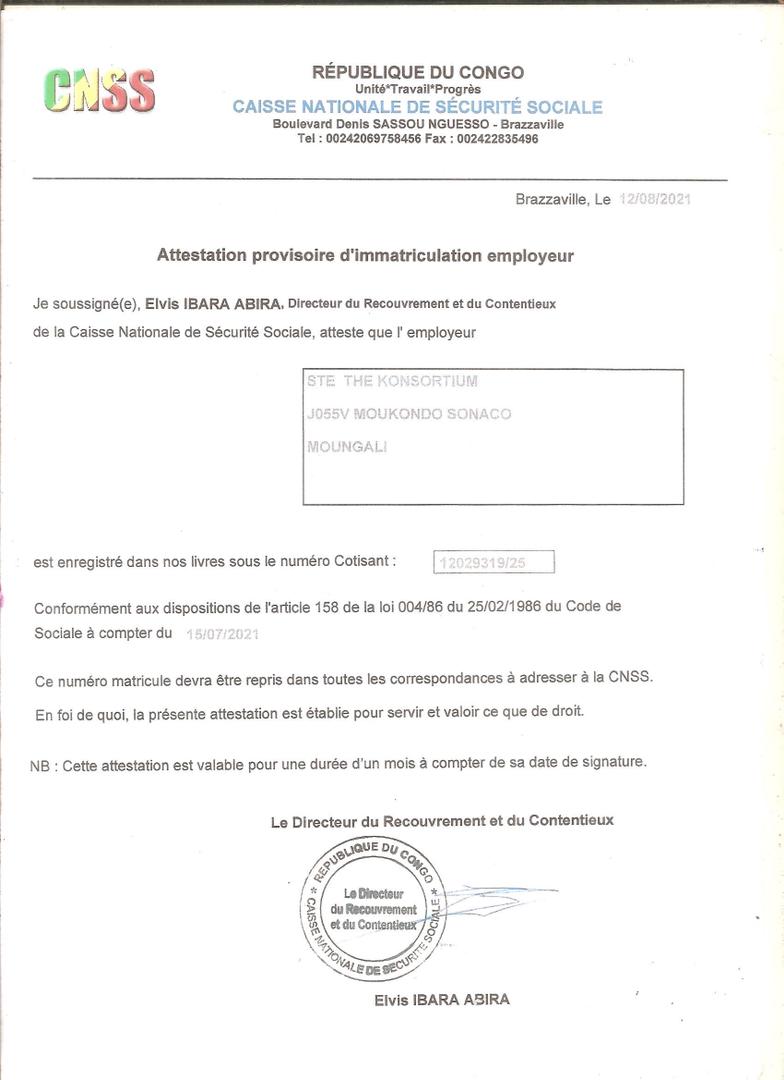 CNSS
RÉPUBLIQUE DU CONGO
Unité*Travail*Progrès
CAISSE NATIONALE DE SÉCURITÉ SOCIALE
Boulevard Denis SASSOU NGUESSO - Brazzaville
Tel : 00242069758456 Fax : 002422835496
Brazzaville, Le 12/08/2021
Attestation provisoire d'immatriculation employeur
Je soussigné(e), Elvis IBARA ABIRA, Directeur du Recouvrement et du Contentieux
de la Caisse Nationale de Sécurité Sociale, atteste que l' employeur
STE THE KONSORTIUM
J055V MOUKONDO SONACO
MOUNGALI
est enregistré dans nos livres sous le numéro Cotisant : 12029319/25
Conformément aux dispositions de l'article 158 de la loi 004/86 du 25/02/1986 du Code de
Sociale à compter du 15/07/2021
Ce numéro matricule devra être repris dans toutes les correspondances à adresser à la CNSS.
En foi de quoi, la présente attestation est établie pour servir et valoir ce que de droit.
NB : Cette attestation est valable pour une durée d'un mois à compter de sa date de signature.
Le Directeur du Recouvrement et du Contentieux
* REPUBLIQUE DU CONGO *
CAISSE NATIONALE DE SECURITE SOCIALE
Le Directeur
du Recouvrement
et du Contentieux
Elvis IBARA ABIRA